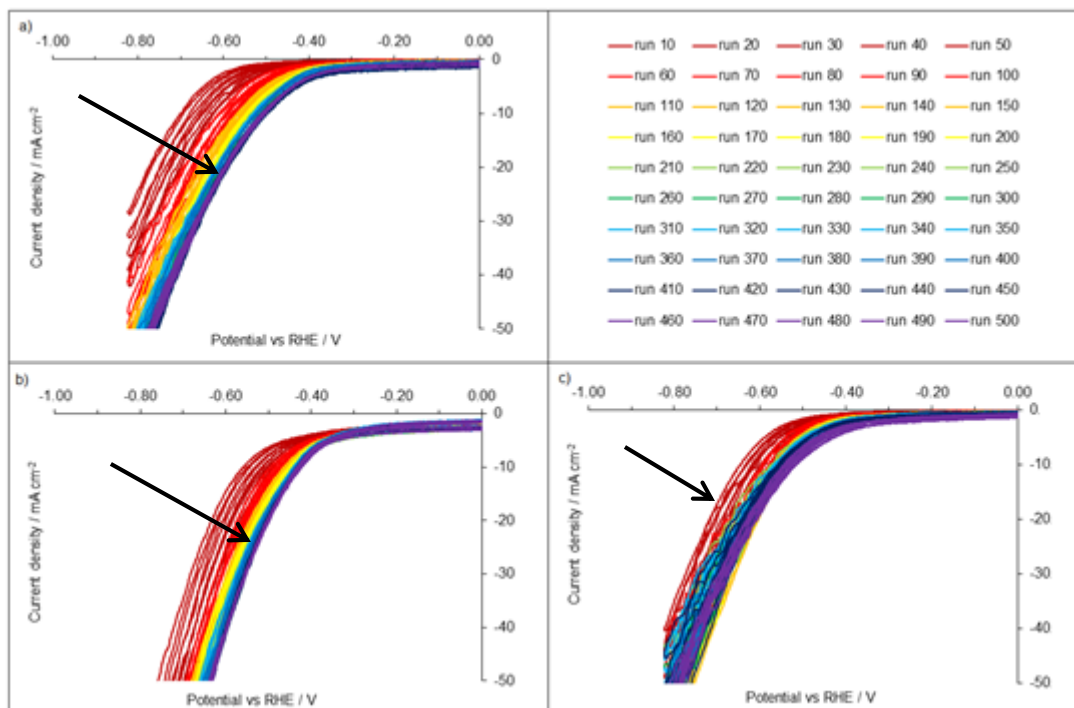 a)
-1.00 -0.80 -0.60 -0.40 -0.20 0.00
0
-10
-20
-30
-40
-50
Current density / mA cm-2
Potential vs RHE / V
run 10 run 20 run 30 run 40 run 50
run 60 run 70 run 80 run 90 run 100
run 110 run 120 run 130 run 140 run 150
run 160 run 170 run 180 run 190 run 200
run 210 run 220 run 230 run 240 run 250
run 260 run 270 run 280 run 290 run 300
run 310 run 320 run 330 run 340 run 350
run 360 run 370 run 380 run 390 run 400
run 410 run 420 run 430 run 440 run 450
run 460 run 470 run 480 run 490 run 500
b)
-1.00 -0.80 -0.60 -0.40 -0.20 0.00
0
-10
-20
-30
-40
-50
Current density / mA cm-2
Potential vs RHE / V
c)
-1.00 -0.80 -0.60 -0.40 -0.20 0.00
0
-10
-20
-30
-40
-50
Current density / mA cm-2
Potential vs RHE / V